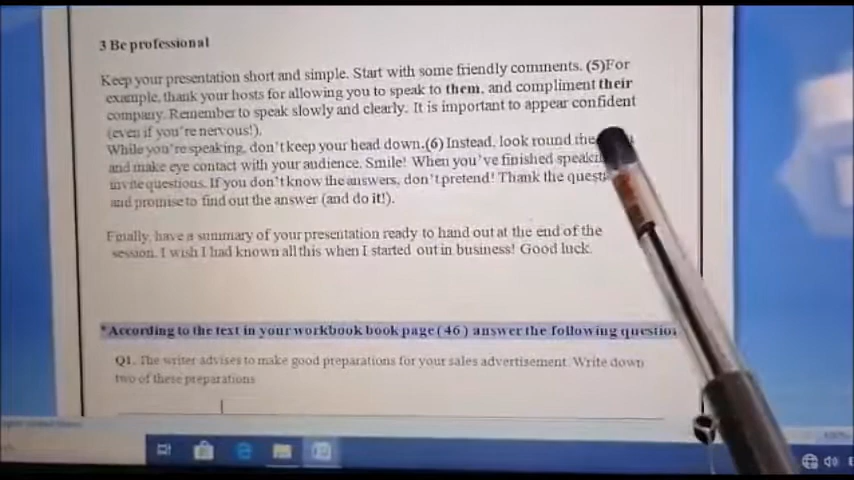 3 Be professional
Keep your presentation short and simple. Start with some friendly comments. (5)For
example, thank your hosts for allowing you to speak to them, and compliment their
company. Remember to speak slowly and clearly. It is important to appear confident
(even if you're nervous!).
While you're speaking, don't keep your head down.(6) Instead, look round the
and make eye contact with your audience. Smile! When you've finished
invite questions. If you don't know the answers, don't pretend! Thank the
and promise to find out the answer (and do it!).
Finally, have a summary of your presentation ready to hand out at the end of the
session. I wish I had known all this when I started out in business! Good luck.
*According to the text in your workbook book page (46) answer the following
Q1. The writer advises to make good preparations for your sales advertisement. Write down
two of these preparations